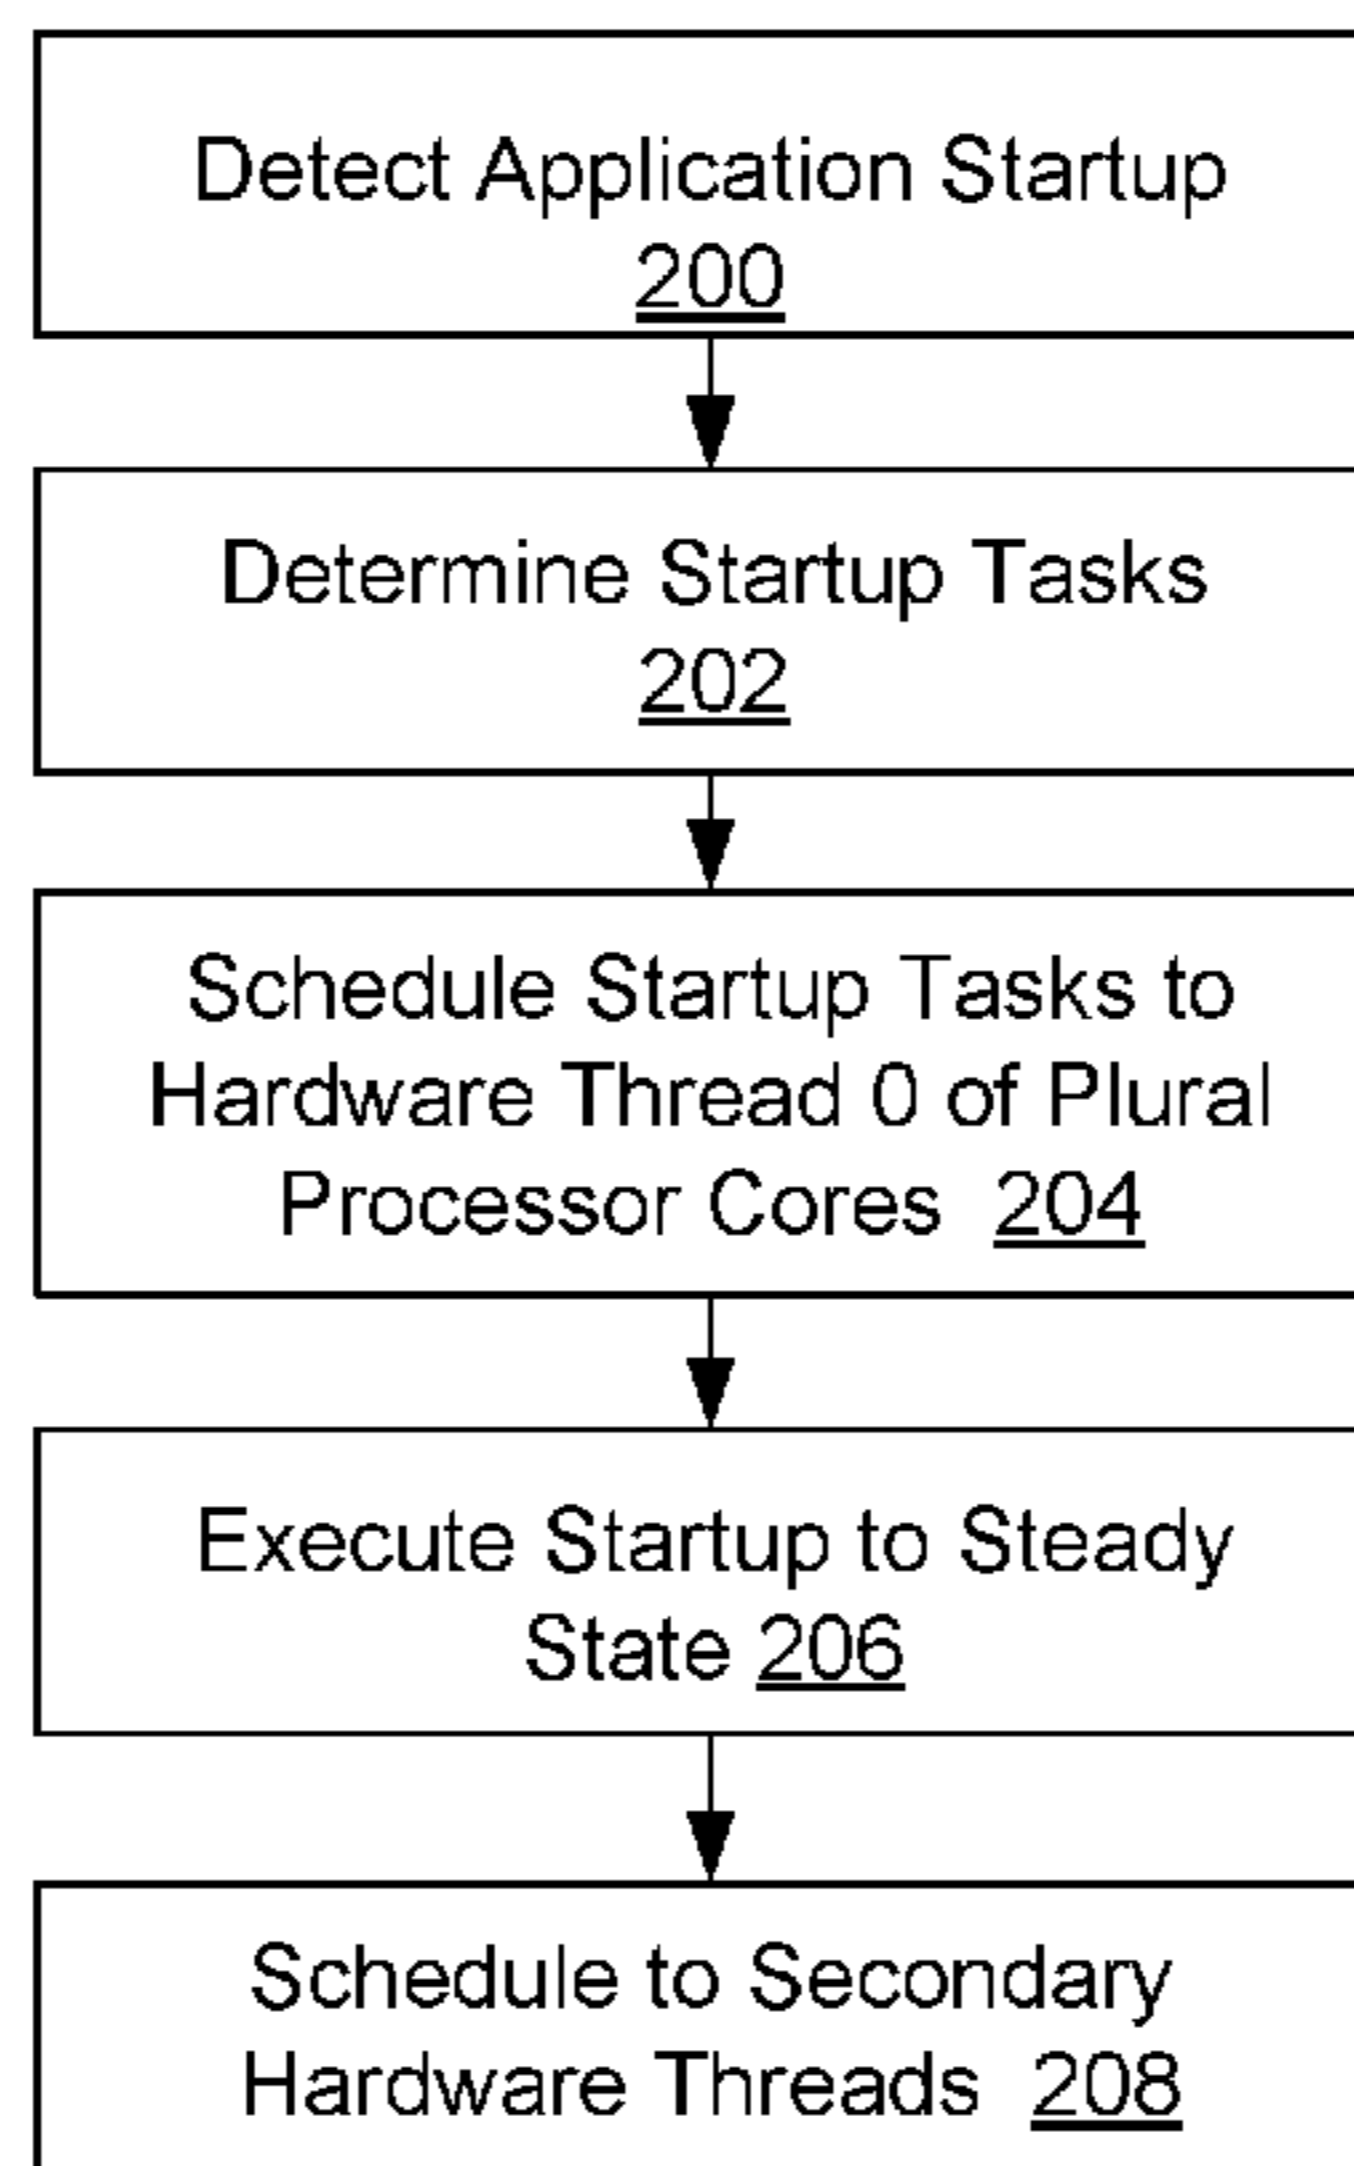 Detect Application Startup
200
Determine Startup Tasks
202
Schedule Startup Tasks to
Hardware Thread 0 of Plural
Processor Cores 204
Execute Startup to Steady
State 206
Schedule to Secondary
Hardware Threads 208